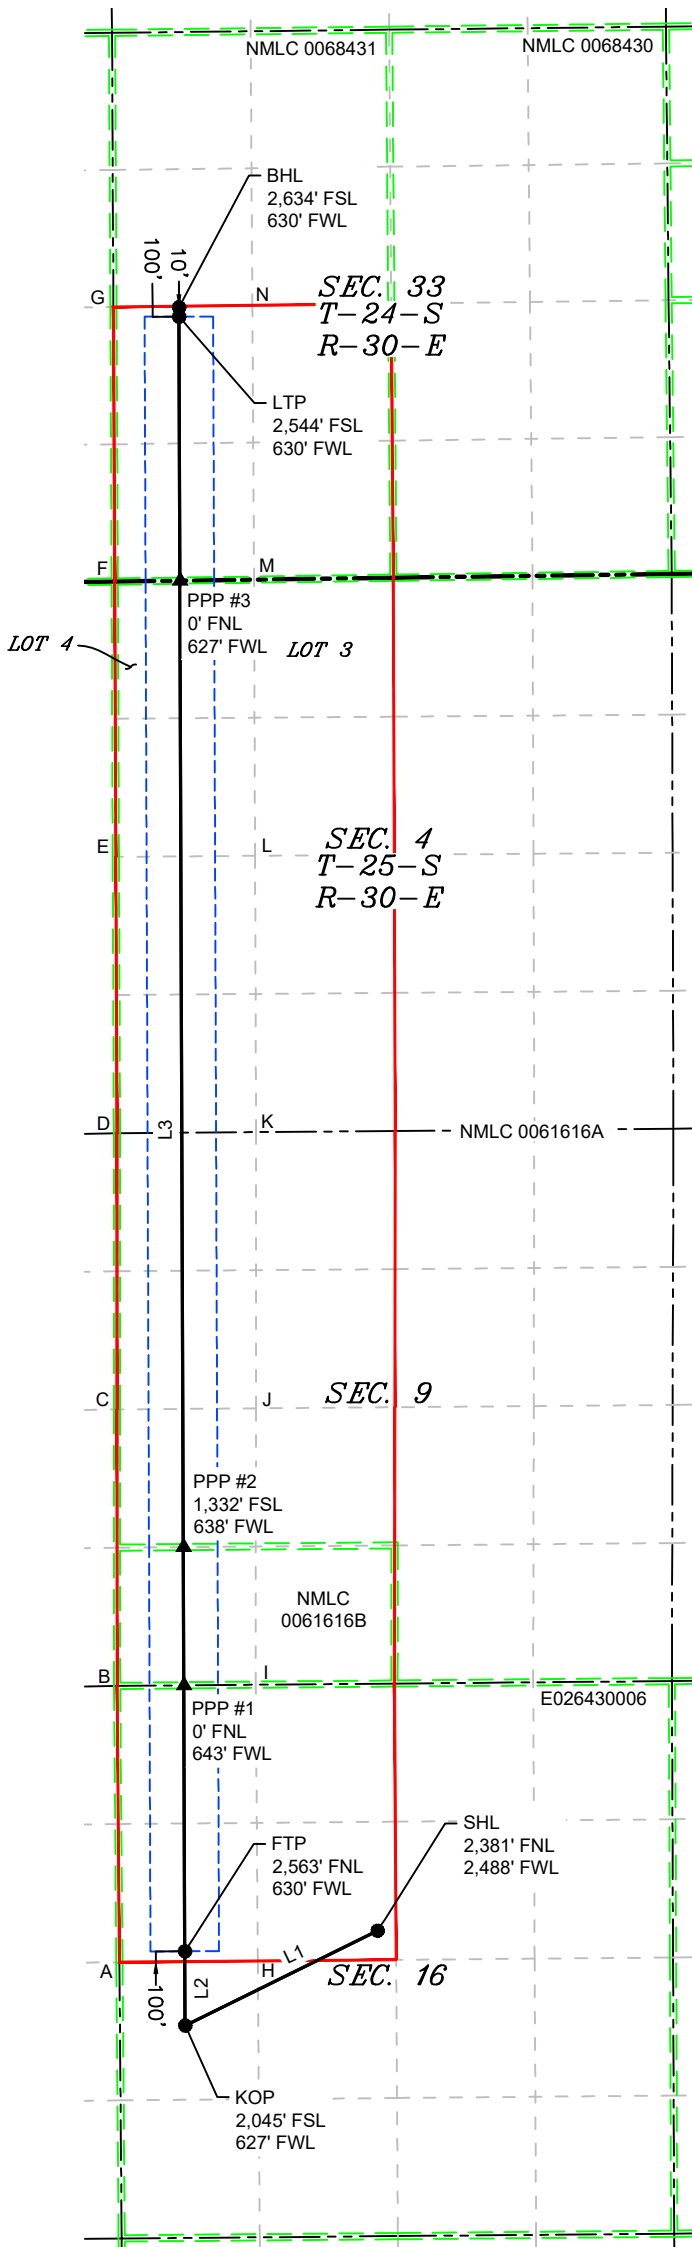 NMLC 0068431
NMLC 0068430
BHL
2,634' FSL
630' FWL
10'
100'
G
N
SEC. 33
T-24-S
R-30-E
LTP
2,544' FSL
630' FWL
F
M
PPP #3
0' FNL
627' FWL
LOT 4
LOT 3
E
L
SEC. 4
T-25-S
R-30-E
D
L3
K
NMLC 0061616A
C
J
SEC. 9
PPP #2
1,332' FSL
638' FWL
NMLC
0061616B
B
I
E026430006
PPP #1
0' FNL
643' FWL
SHL
2,381' FNL
2,488' FWL
FTP
2,563' FNL
630' FWL
A
H
L1
SEC. 16
L2
100'
KOP
2,045' FSL
627' FWL